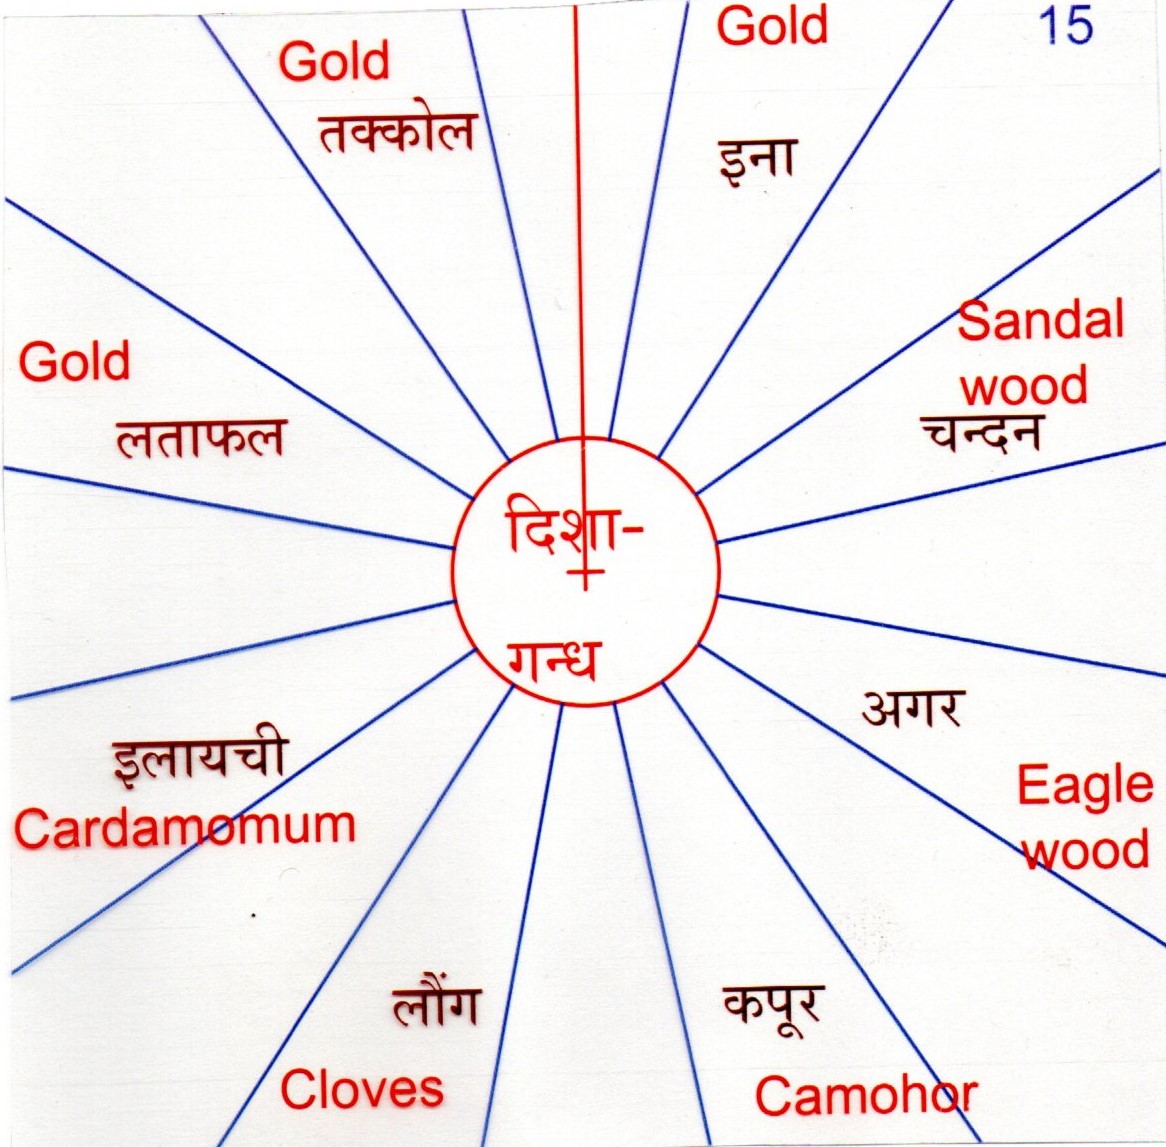 15
Gold
Gold
तक्कोल
इना
Sandal
wood
चन्दन
Gold
लताफल
दिशा-
गन्ध
अगर
Eagle
wood
इलायची
Cardamomum
लौंग
Cloves
कपूर
Camohor